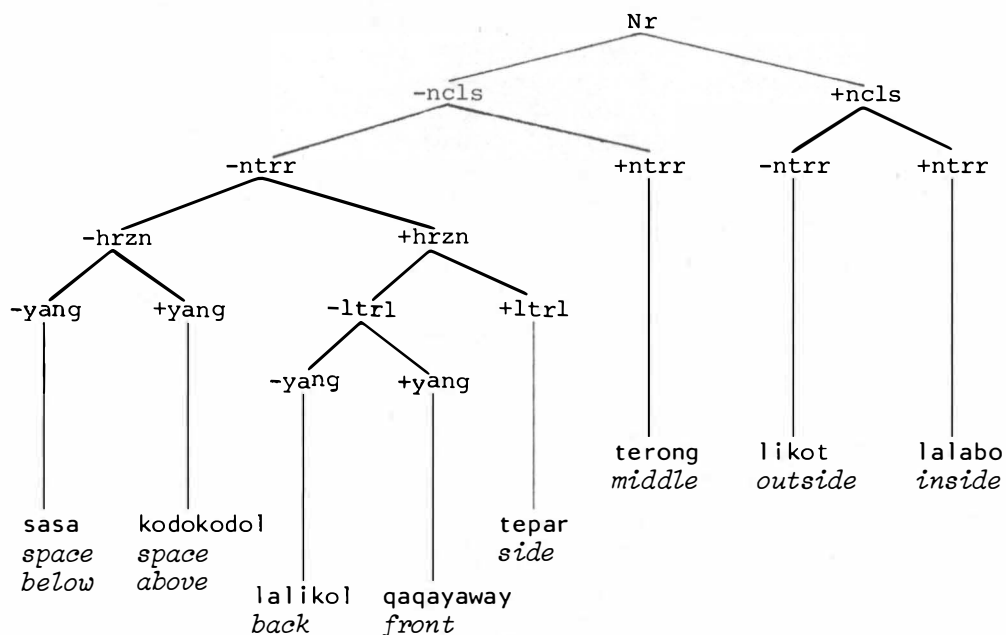 Nr
-ncls +ncls
-ntrr +ntrr -ntrr +ntrr
-hrzn +hrzn
-yang +yang -ltrl +ltrl
-yang +yang
terong likot lalabo
middle outside inside
sasa kodokodol tepar
space space side
below above
lalikol qaqayaway
back front